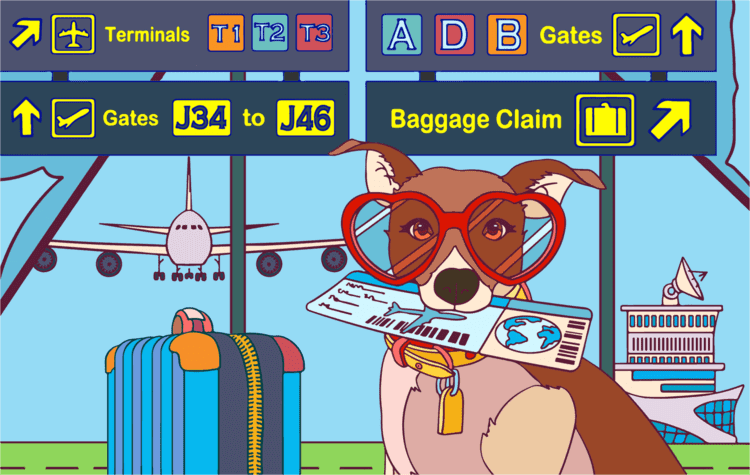 Terminals T1 T2 T3
A D B Gates
Gates J34 to J46
Baggage Claim